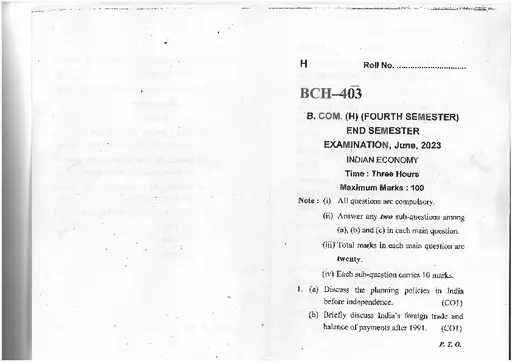 H Roll No. ..............................
BCH–403
B. COM. (H) (FOURTH SEMESTER)
END SEMESTER
EXAMINATION, June, 2023
INDIAN ECONOMY
Time : Three Hours
Maximum Marks : 100
Note : (i) All questions are compulsory.
(ii) Answer any two sub-questions among
(a), (b) and (c) in each main question.
(iii) Total marks in each main question are
twenty.
(iv) Each sub-question carries 10 marks.
1. (a) Discuss the planning policies in India
before independence. (CO1)
(b) Briefly discuss India's foreign trade and
balance of payments after 1991. (CO1)
P. T. O.